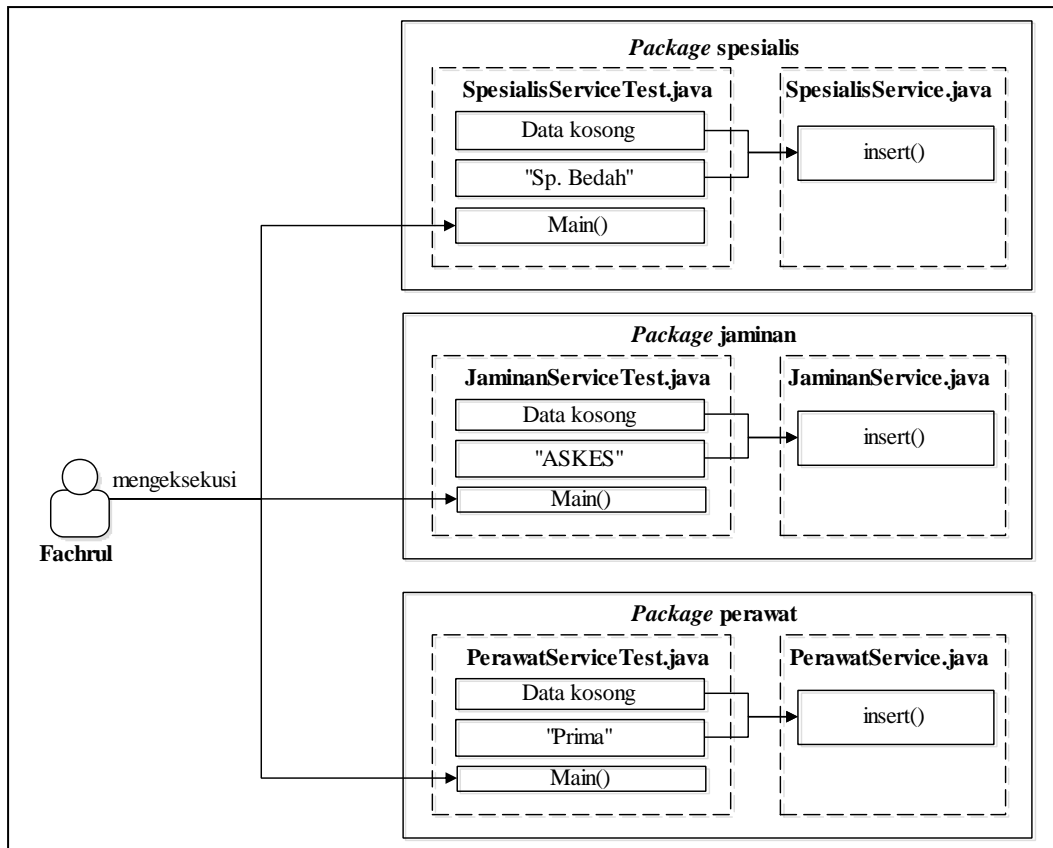 Package spesialis
SpesialisServiceTest.java
SpesialisService.java
Data kosong
insert()
"Sp. Bedah"
Main()
Package jaminan
JaminanServiceTest.java
JaminanService.java
Data kosong
insert()
"ASKES"
Main()
mengeksekusi
Fachrul
Package perawat
PerawatServiceTest.java
PerawatService.java
Data kosong
insert()
"Prima"
Main()